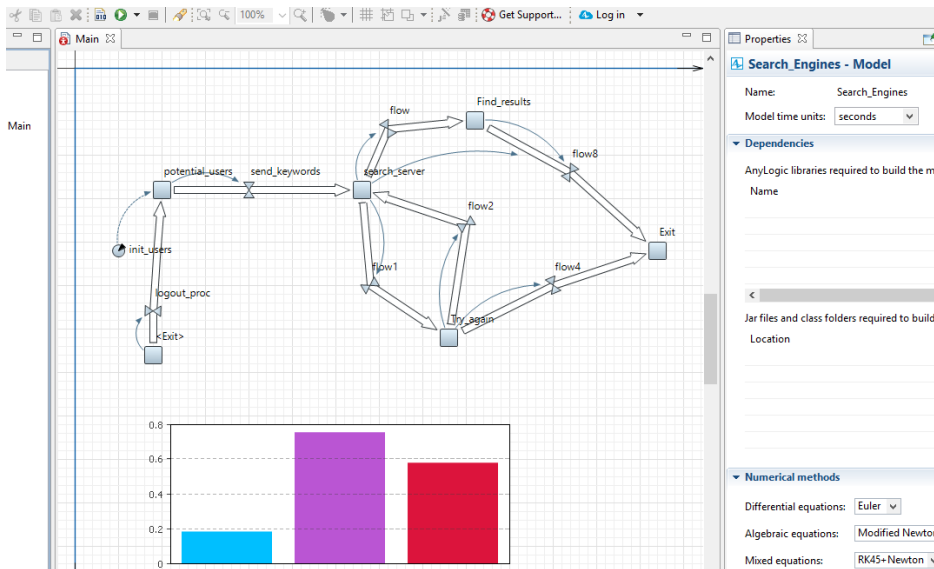 100%
Get Support...
Log in
Main
Main
flow
Find_results
flow8
potential_users
send_keywords
search_server
flow2
Exit
init_users
flow1
flow4
logout_proc
<Exit>
Try_again
0.8
0.6
0.4
0.2
0
Properties
Search_Engines - Model
Name: Search_Engines
Model time units: seconds
Dependencies
AnyLogic libraries required to build the m
Name
Jar files and class folders required to build
Location
Numerical methods
Differential equations: Euler
Algebraic equations: Modified Newto
Mixed equations: RK45+Newton